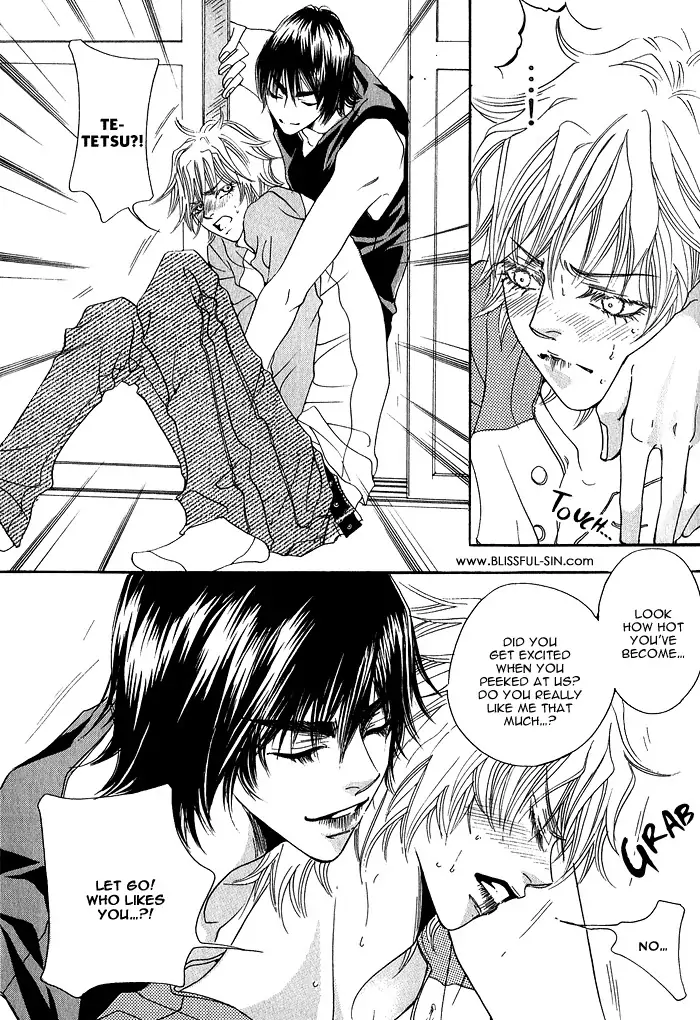 ...!
TE-
TETSU?!
TOUCH...
www.BLISSFUL-SIN.com
LOOK
HOW HOT
YOU'VE
BECOME...
DID YOU
GET EXCITED
WHEN YOU
PEEKED AT US?
DO YOU REALLY
LIKE ME THAT
MUCH...?
GRAB
NO...
LET GO!
WHO LIKES
YOU...?!